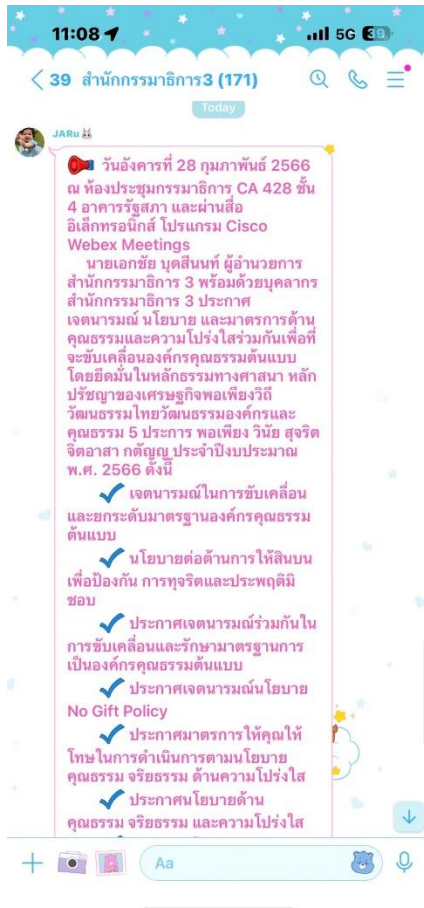 11:08
5G 39
39 สำนักกรรมาธิการ3 (171)
Today
JARu
วันอังคารที่ 28 กุมภาพันธ์ 2566
ณ ห้องประชุมกรรมาธิการ CA 428 ชั้น
4 อาคารรัฐสภา และผ่านสื่อ
อิเล็กทรอนิกส์ โปรแกรม Cisco
Webex Meetings
นายเอกชัย บุดสีนนท์ ผู้อำนวยการ
สำนักกรรมาธิการ 3 พร้อมด้วยบุคลากร
สำนักกรรมาธิการ 3 ประกาศ
เจตนารมณ์ นโยบาย และมาตรการด้าน
คุณธรรมและความโปร่งใสร่วมกันเพื่อที่
จะขับเคลื่อนองค์กรคุณธรรมต้นแบบ
โดยยึดมั่นในหลักธรรมทางศาสนา หลัก
ปรัชญาของเศรษฐกิจพอเพียงวิถี
วัฒนธรรมไทยวัฒนธรรมองค์กรและ
คุณธรรม 5 ประการ พอเพียง วินัย สุจริต
จิตอาสา กตัญญู ประจำปีงบประมาณ
พ.ศ. 2566 ดังนี้
เจตนารมณ์ในการขับเคลื่อน
และยกระดับมาตรฐานองค์กรคุณธรรม
ต้นแบบ
นโยบายต่อต้านการให้สินบน
เพื่อป้องกัน การทุจริตและประพฤติมิ
ชอบ
ประกาศเจตนารมณ์ร่วมกันใน
การขับเคลื่อนและรักษามาตรฐานการ
เป็นองค์กรคุณธรรมต้นแบบ
ประกาศเจตนารมณ์นโยบาย
No Gift Policy
ประกาศมาตรการให้คุณให้
โทษในการดำเนินการตามนโยบาย
คุณธรรม จริยธรรม ด้านความโปร่งใส
ประกาศนโยบายด้าน
คุณธรรม จริยธรรม และความโปร่งใส
Aa